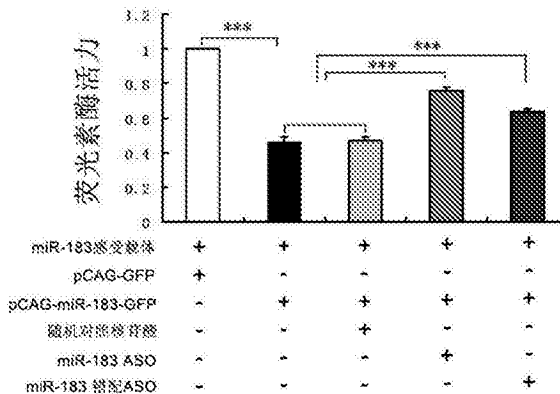 1.2
***
***
***
1
0.8
0.6
0.4
0.2
0
荧光素酶活力
miR-183感受载体 + + + + +
pCAG-GFP + - - - -
pCAG-miR-183-GFP - + + + +
随机对照核苷酸 - - + - -
miR-183 ASO - - - + -
miR-183 错配ASO - - - - +